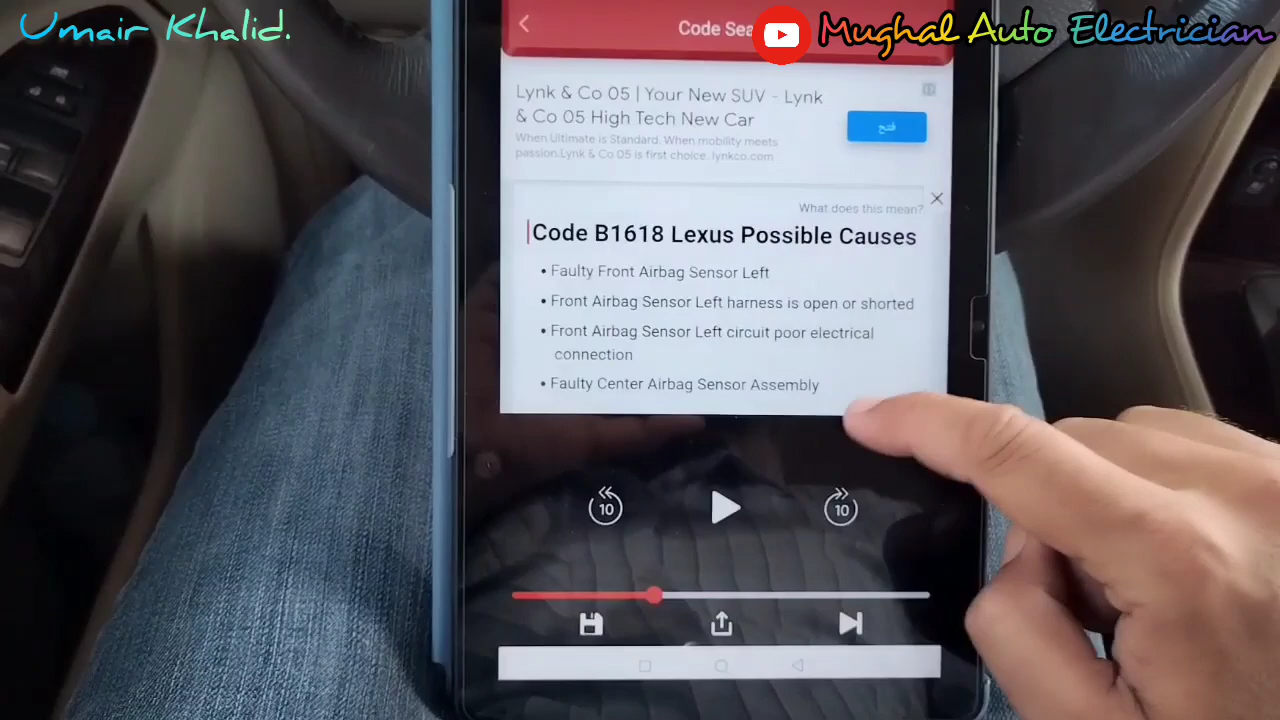 Umair Khalid.
Mughal Auto Electrician
Code Sea
Lynk & Co 05 | Your New SUV - Lynk
& Co 05 High Tech New Car
When Ultimate is Standard. When mobility meets
passion.Lynk & Co 05 is first choice. lynkco.com
فتح
What does this mean?
Code B1618 Lexus Possible Causes
• Faulty Front Airbag Sensor Left
• Front Airbag Sensor Left harness is open or shorted
• Front Airbag Sensor Left circuit poor electrical
connection
• Faulty Center Airbag Sensor Assembly
10
10